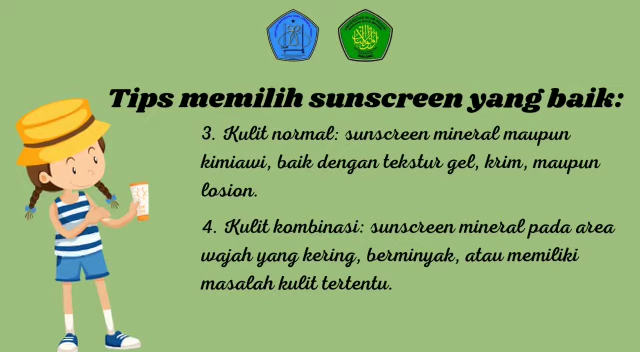 Tips memilih sunscreen yang baik:
3. Kulit normal: sunscreen mineral maupun
kimiawi, baik dengan tekstur gel, krim, maupun
losion.
4. Kulit kombinasi: sunscreen mineral pada area
wajah yang kering, berminyak, atau memiliki
masalah kulit tertentu.